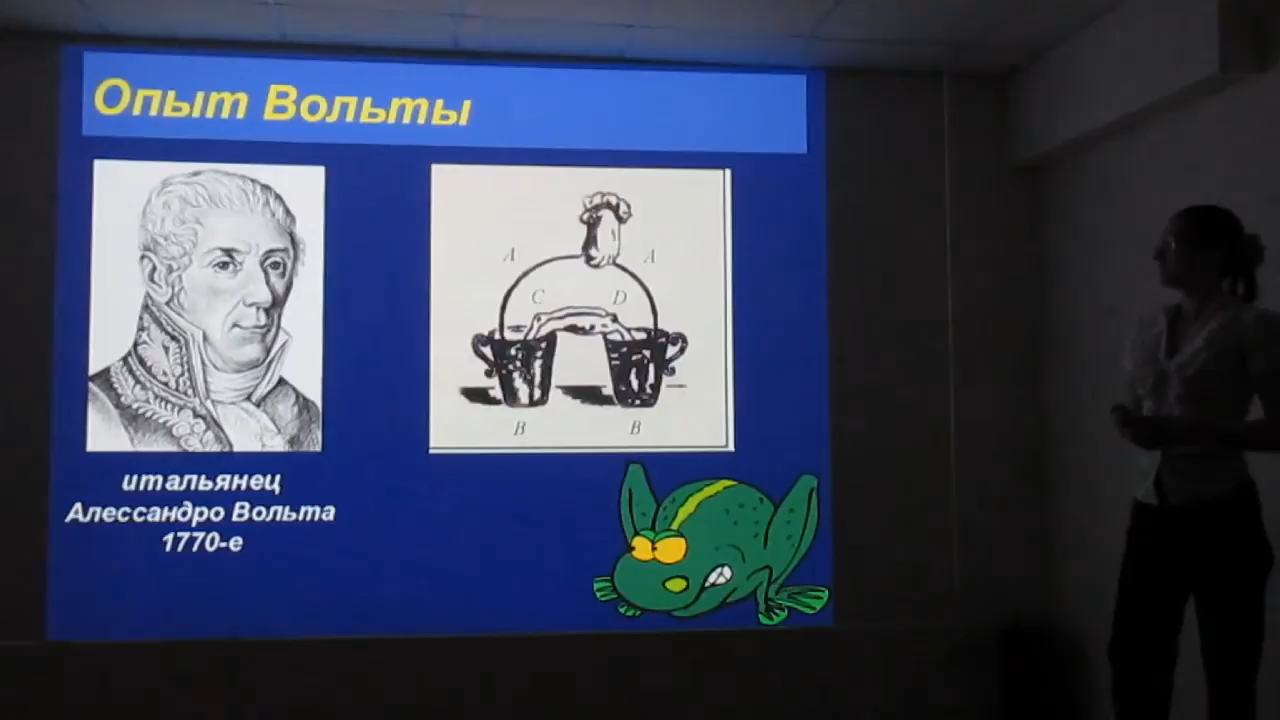 Опыт Вольты
A A
C D
B B
итальянец
Алессандро Вольта
1770-е